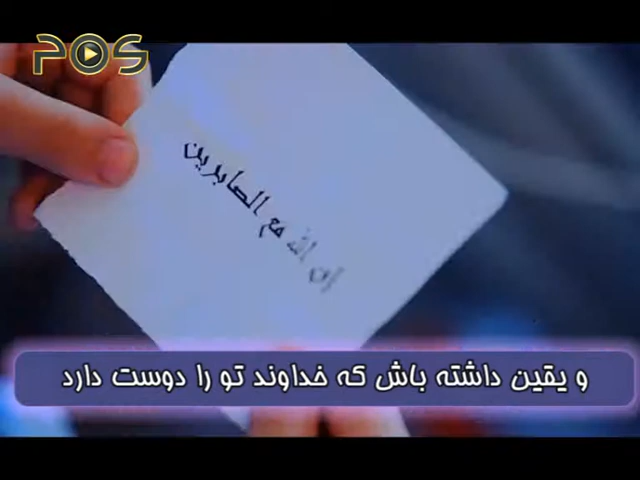 POS
إن الله مع الصابرين
و یقین داشته باش که خداوند تو را دوست دارد